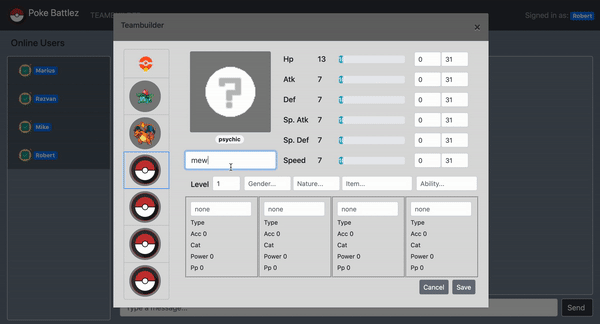 Poke Battlez
TEAMBUILDER
Signed in as: Robert
Teambuilder
×
Online Users
Marius
Rezvan
Mike
Robert
?
psychic
mew
Hp 13 0 31
Atk 7 0 31
Def 7 0 31
Sp. Atk 7 0 31
Sp. Def 7 0 31
Speed 7 0 31
Level 1 Gender... Nature... Item... Ability...
none none none none
Type Type Type Type
Acc 0 Acc 0 Acc 0 Acc 0
Cat Cat Cat Cat
Power 0 Power 0 Power 0 Power 0
Pp 0 Pp 0 Pp 0 Pp 0
Cancel Save
Type a message... Send